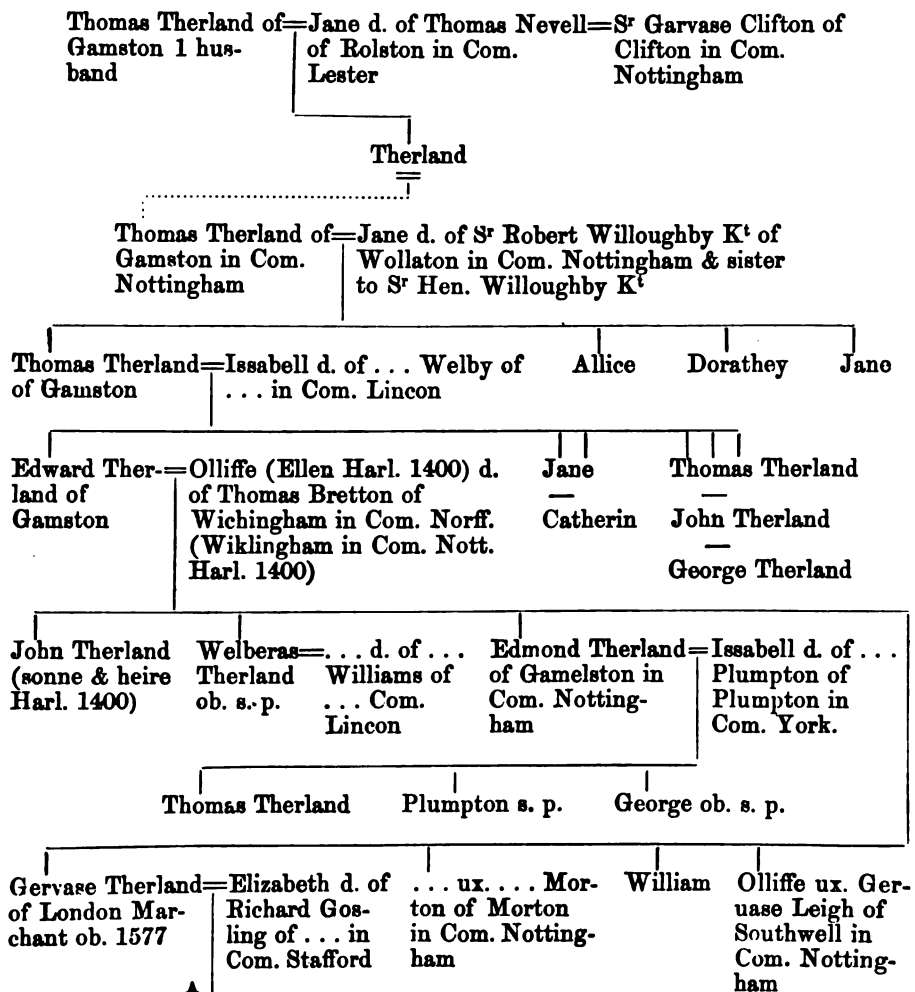 Thomas Therland of=Jane d. of Thomas Nevell=Sʳ Garvase Clifton of
Gamston 1 hus-
band
of Rolston in Com.
Lester
Clifton in Com.
Nottingham
Therland
=
Thomas Therland of=Jane d. of Sʳ Robert Willoughby Kᵗ of
Gamston in Com.
Nottingham
Wollaton in Com. Nottingham & sister
to Sʳ Hen. Willoughby Kᵗ
Thomas Therland=Issabell d. of . . . Welby of
of Gamston
. . . in Com. Lincon
Allice
Dorathey
Jane
Edward Ther-=Olliffe (Ellen Harl. 1400) d.
land of
Gamston
of Thomas Bretton of
Wichingham in Com. Norff.
(Wiklingham in Com. Nott.
Harl. 1400)
Jane
—
Catherin
Thomas Therland
—
John Therland
—
George Therland
John Therland
(sonne & heire
Harl. 1400)
Welberas=. . . d. of . . .
Therland
ob. s. p.
Williams of
. . . Com.
Lincon
Edmond Therland=Issabell d. of . . .
of Gamelston in
Com. Notting-
ham
Plumpton of
Plumpton in
Com. York.
Thomas Therland
Plumpton s. p.
George ob. s. p.
Gervase Therland=Elizabeth d. of
of London Mar-
chant ob. 1577
Richard Gos-
ling of . . . in
Com. Stafford
. . . ux. . . . Mor-
ton of Morton
in Com. Notting-
ham
William
Olliffe ux. Ger-
uase Leigh of
Southwell in
Com. Notting-
ham